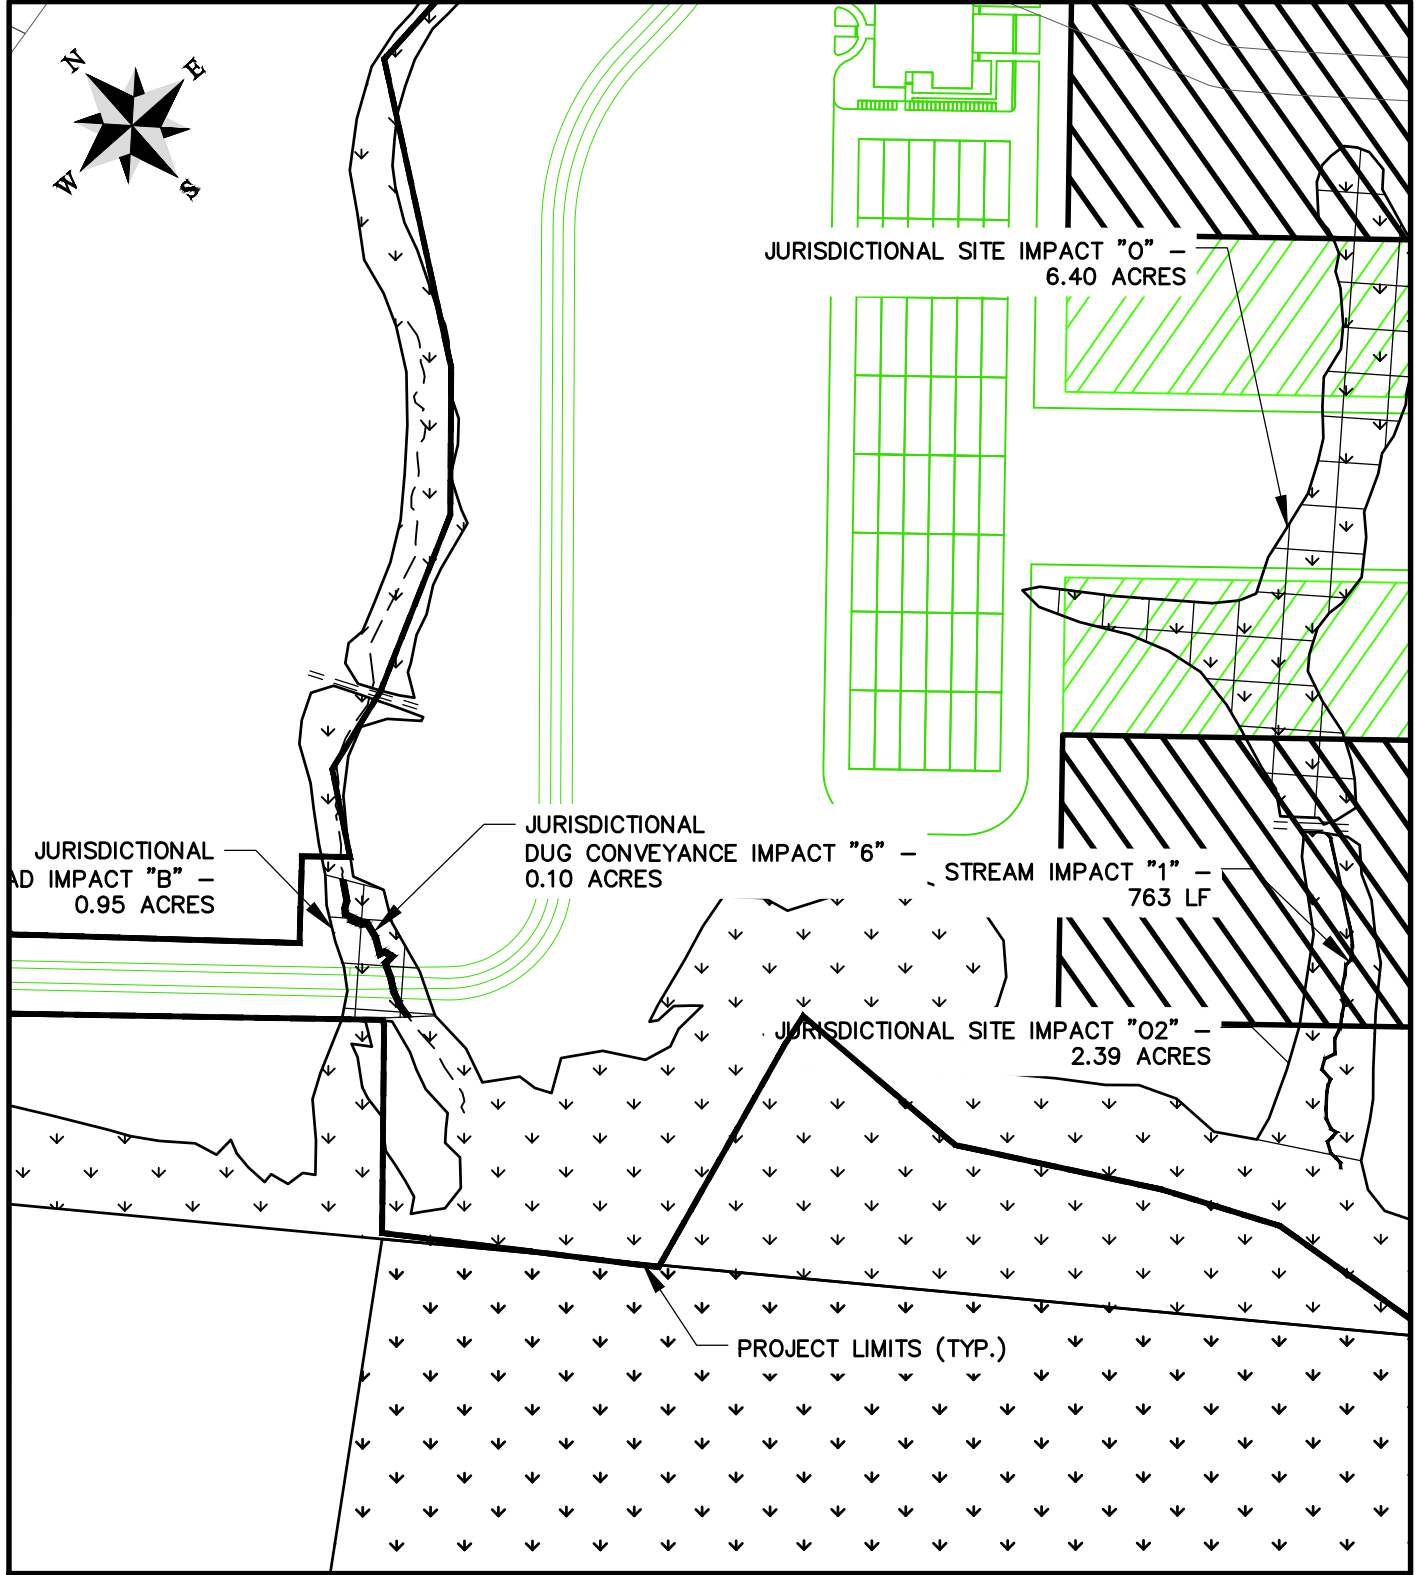 N
E
W
S
JURISDICTIONAL SITE IMPACT "O" –
6.40 ACRES
JURISDICTIONAL
DUG CONVEYANCE IMPACT "6" –
0.10 ACRES
JURISDICTIONAL
AD IMPACT "B" –
0.95 ACRES
STREAM IMPACT "1" –
763 LF
JURISDICTIONAL SITE IMPACT "O2" –
2.39 ACRES
PROJECT LIMITS (TYP.)